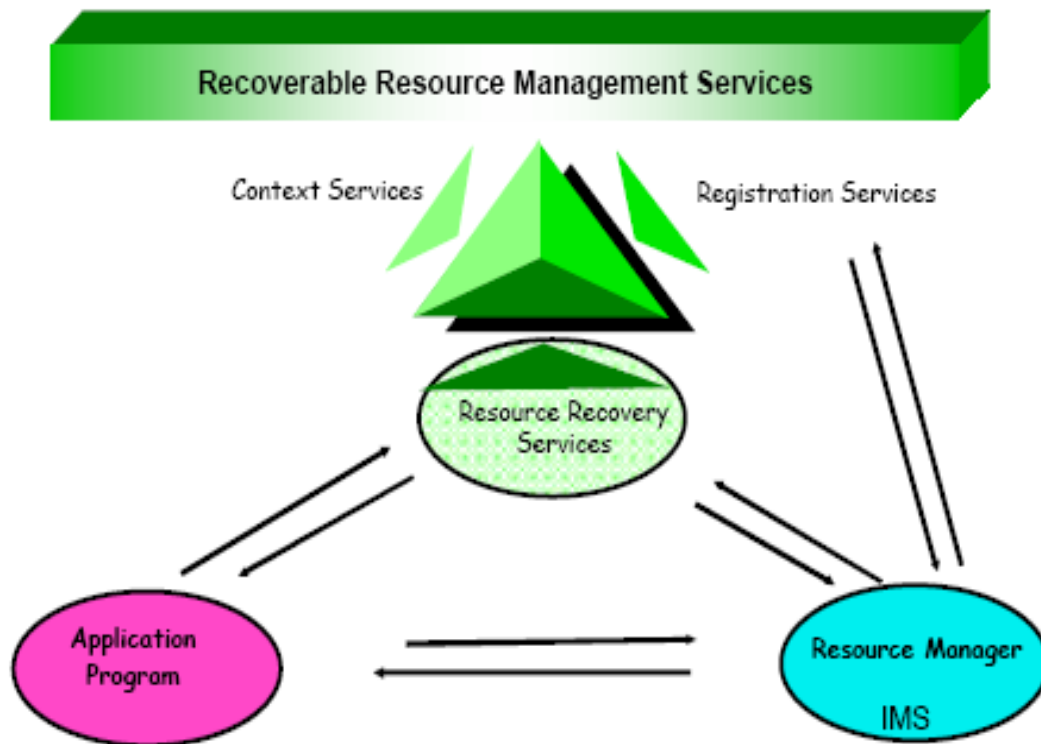 Recoverable Resource Management Services
Context Services
Registration Services
Resource Recovery
Services
Application
Program
Resource Manager
IMS